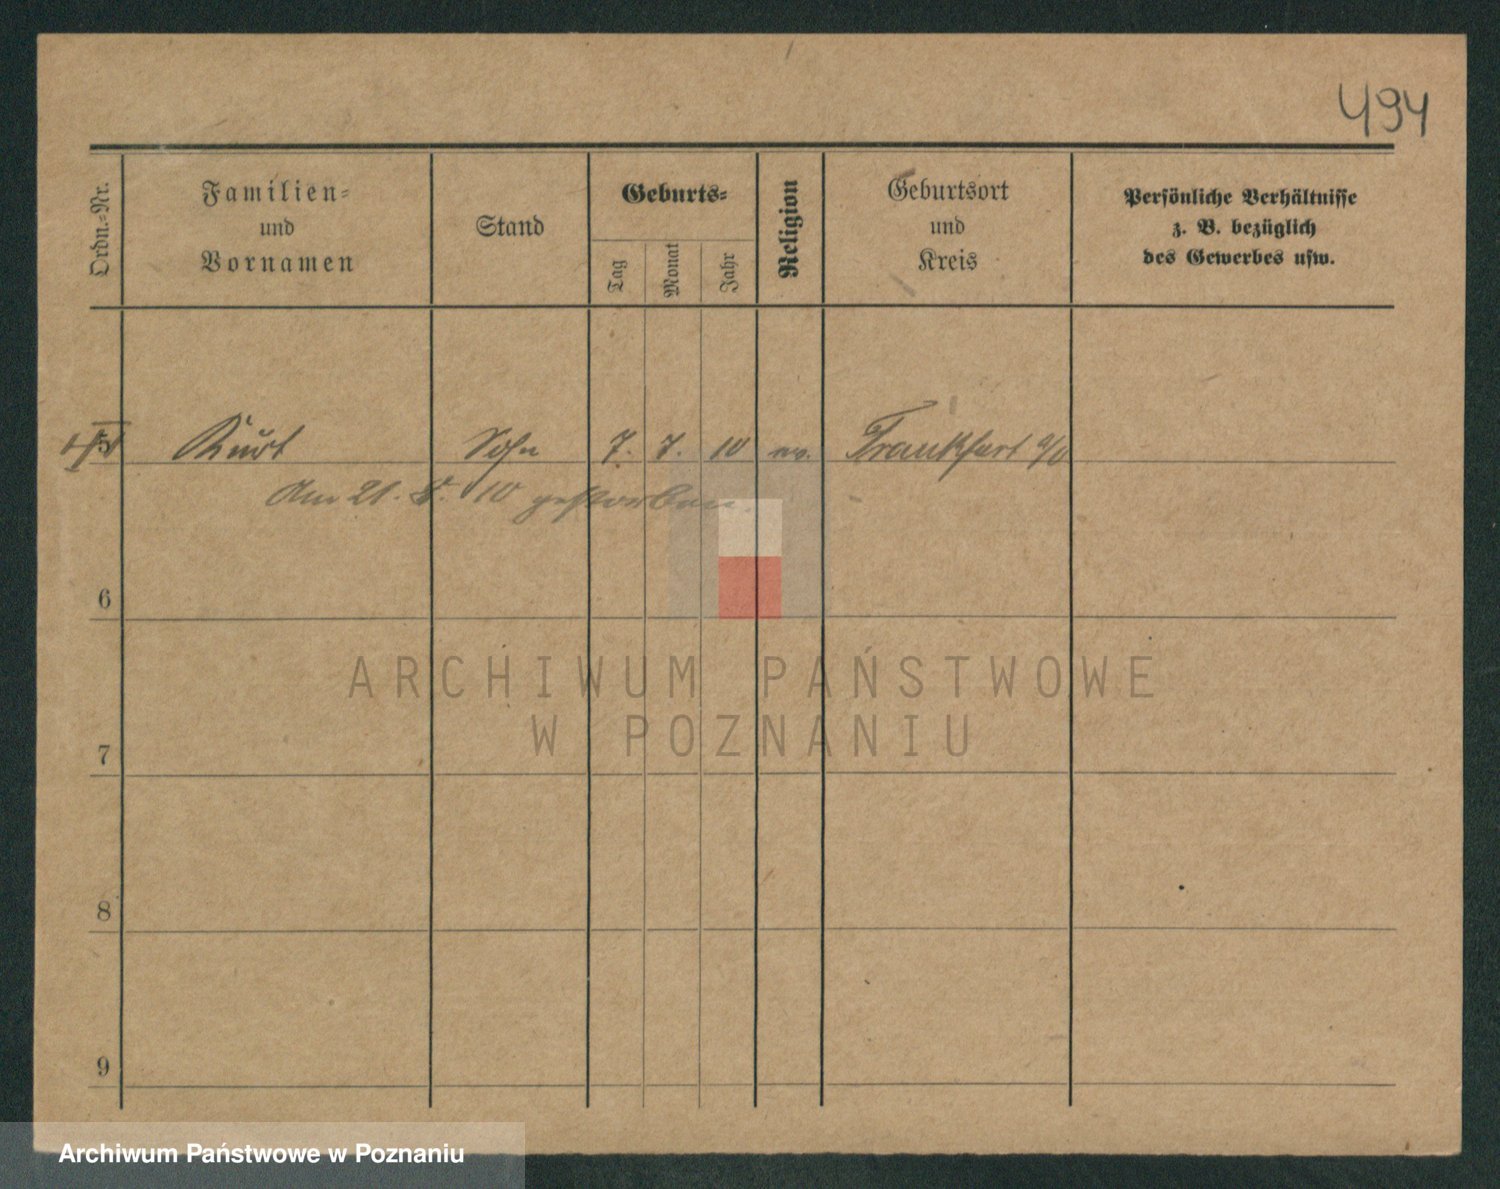 494
Ordn.-Nr.
Familien-
und
Vornamen
Stand
Geburts-
Tag
Monat
Jahr
Religion
Geburtsort
und
Kreis
Persönliche Verhältnisse
z. B. bezüglich
des Gewerbes usw.
5 Kurt Sohn 7. 7. 10 ev. Frankfurt a/O
Am 21. 8. 10 gestorben.
6
7
8
9
ARCHIWUM PAŃSTWOWE
W POZNANIU
Archiwum Państwowe w Poznaniu